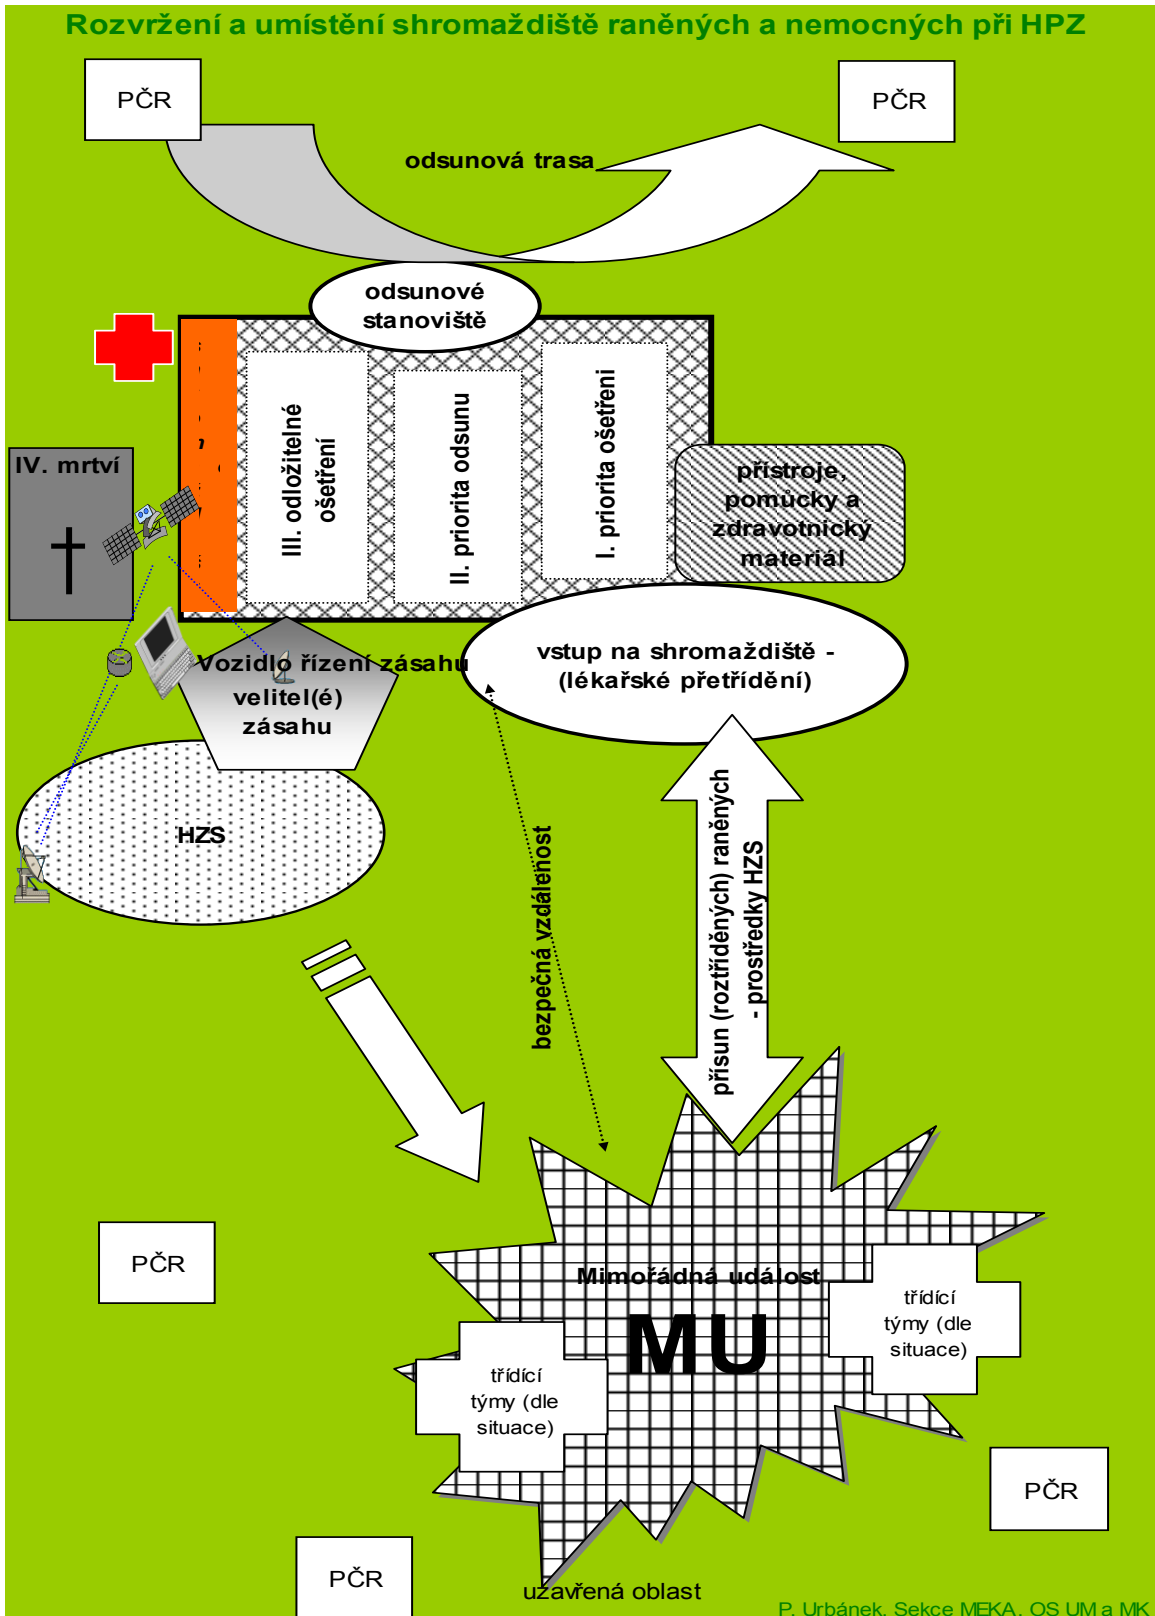 Rozvržení a umístění shromaždiště raněných a nemocných při HPZ
PČR
PČR
odsunová trasa
odsunové
stanoviště
III. odložitelné
ošetření
II. priorita odsunu
I. priorita ošetřeni
IV. mrtví
přístroje,
pomůcky a
zdravotnický
materiál
Vozidlo řízení zásahu
velitel(é)
zásahu
vstup na shromaždiště -
(lékařské přetřídění)
HZS
bezpečná vzdálenost
přísun (roztříděných) raněných
- prostředky HZS
PČR
Mimořádná událost
MU
třídící
týmy (dle
situace)
třídící
týmy (dle
situace)
PČR
PČR
uzavřená oblast
P. Urbánek, Sekce MEKA, OS UM a MK